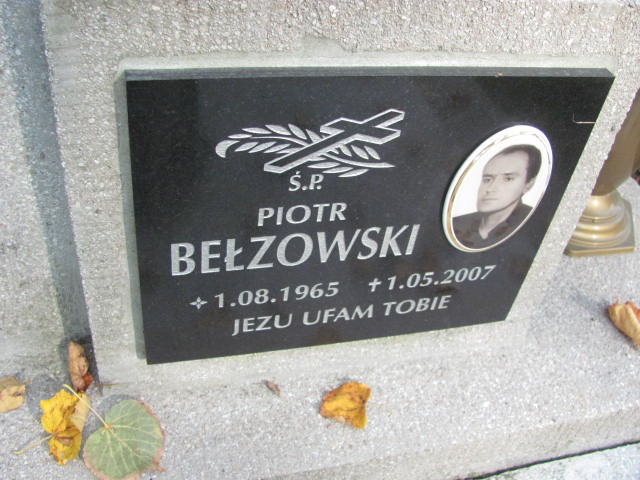 Ś.P.
PIOTR
BEŁZOWSKI
✧1.08.1965 ✝1.05.2007
JEZU UFAM TOBIE